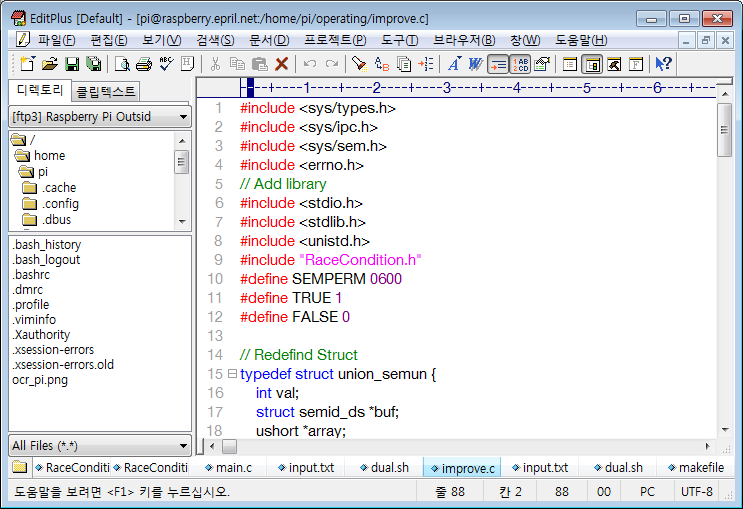 EditPlus [Default] - [pi@raspberry.epril.net:/home/pi/operating/improve.c]
파일(F) 편집(E) 보기(V) 검색(S) 문서(D) 프로젝트(P) 도구(T) 브라우저(B) 창(W) 도움말(H)
디렉토리 클립텍스트
[ftp3] Raspberry Pi Outsid
/
home
pi
.cache
.config
.dbus
.bash_history
.bash_logout
.bashrc
.dmrc
.profile
.viminfo
.Xauthority
.xsession-errors
.xsession-errors.old
ocr_pi.png
All Files (*.*)
----+----1----+----2----+----3----+----4----+----5----+----6----+--
1 #include <sys/types.h>
2 #include <sys/ipc.h>
3 #include <sys/sem.h>
4 #include <errno.h>
5 // Add library
6 #include <stdio.h>
7 #include <stdlib.h>
8 #include <unistd.h>
9 #include "RaceCondition.h"
10 #define SEMPERM 0600
11 #define TRUE 1
12 #define FALSE 0
13
14 // Redefind Struct
15 typedef struct union_semun {
16 int val;
17 struct semid_ds *buf;
18 ushort *array;
RaceConditi RaceConditi main.c input.txt dual.sh improve.c input.txt dual.sh makefile
도움말을 보려면 <F1> 키를 누르십시오. 줄 88 칸 2 88 00 PC UTF-8